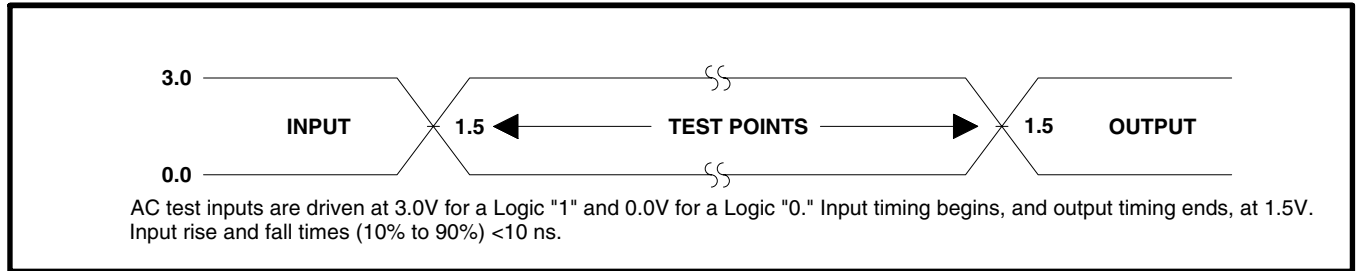 3.0
INPUT 1.5 TEST POINTS 1.5 OUTPUT
0.0
AC test inputs are driven at 3.0V for a Logic "1" and 0.0V for a Logic "0." Input timing begins, and output timing ends, at 1.5V.
Input rise and fall times (10% to 90%) <10 ns.